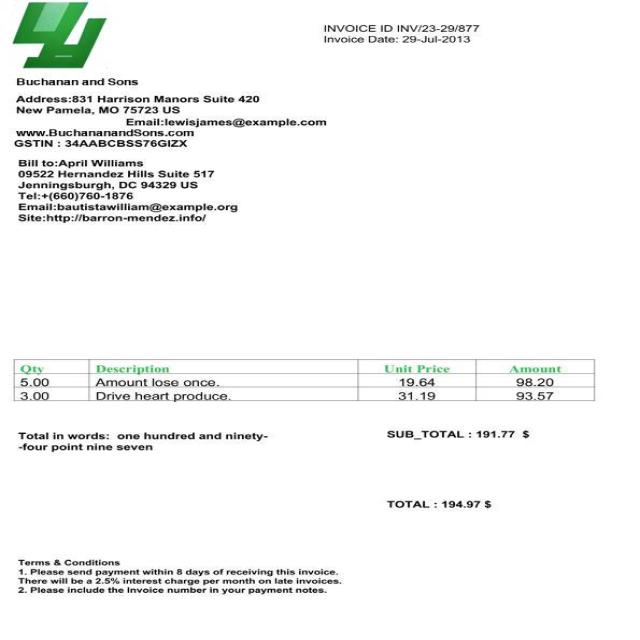 INVOICE ID INV/23-29/877
Invoice Date: 29-Jul-2013
Buchanan and Sons
Address:831 Harrison Manors Suite 420
New Pamela, MO 75723 US
Email:lewisjames@example.com
www.BuchananandSons.com
GSTIN : 34AABCBSS76GIZX
Bill to:April Williams
09522 Hernandez Hills Suite 517
Jenningsburgh, DC 94329 US
Tel:+(660)760-1876
Email:bautistawilliam@example.org
Site:http://barron-mendez.info/
Qty Description Unit Price Amount
5.00 Amount lose once. 19.64 98.20
3.00 Drive heart produce. 31.19 93.57
Total in words: one hundred and ninety-
-four point nine seven
SUB_TOTAL : 191.77 $
TOTAL : 194.97 $
Terms & Conditions
1. Please send payment within 8 days of receiving this invoice.
There will be a 2.5% interest charge per month on late invoices.
2. Please include the Invoice number in your payment notes.